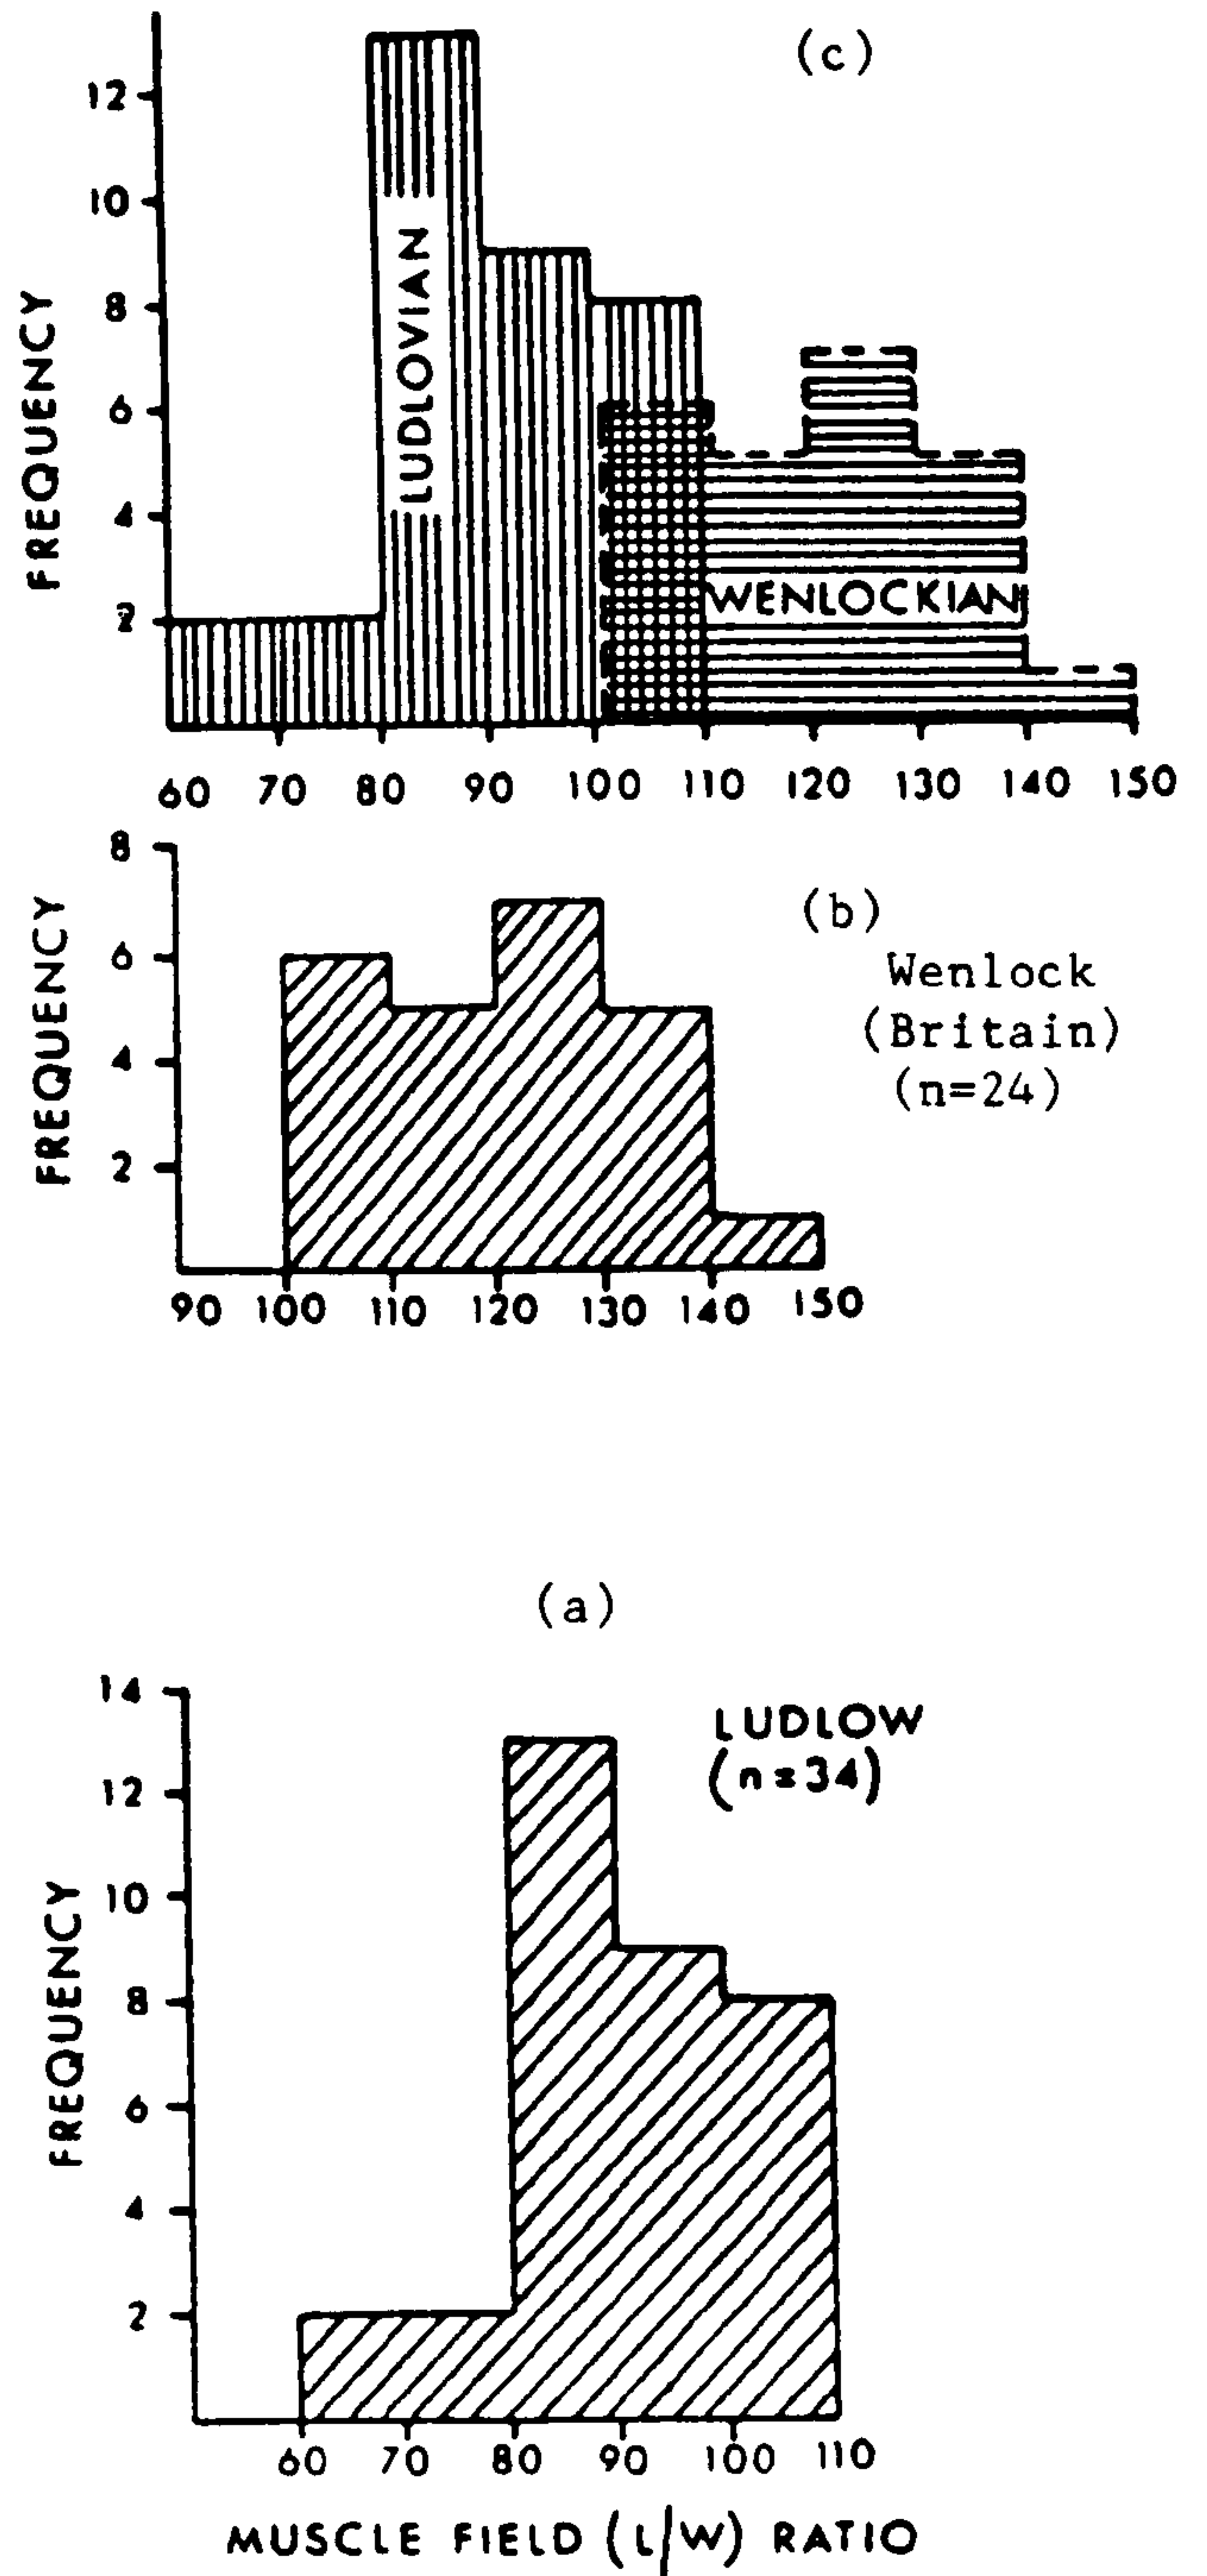 (c)
12
10
8
6
4
2
FREQUENCY
LUDLOVIAN
WENLOCKIAN
60 70 80 90 100 110 120 130 140 150
8
6
4
2
FREQUENCY
(b)
Wenlock
(Britain)
(n=24)
90 100 110 120 130 140 150
(a)
14
12
10
8
6
4
2
FREQUENCY
LUDLOW
(n=34)
60 70 80 90 100 110
MUSCLE FIELD (L/W) RATIO